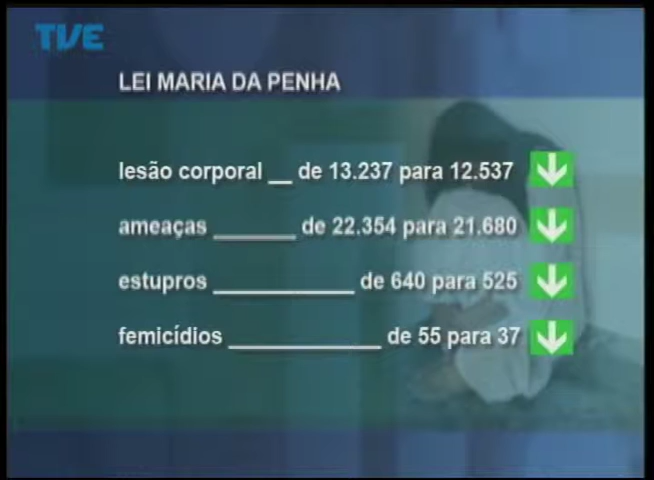 TVE
LEI MARIA DA PENHA
lesão corporal __ de 13.237 para 12.537
ameaças _______ de 22.354 para 21.680
estupros ____________ de 640 para 525
femicídios _____________ de 55 para 37